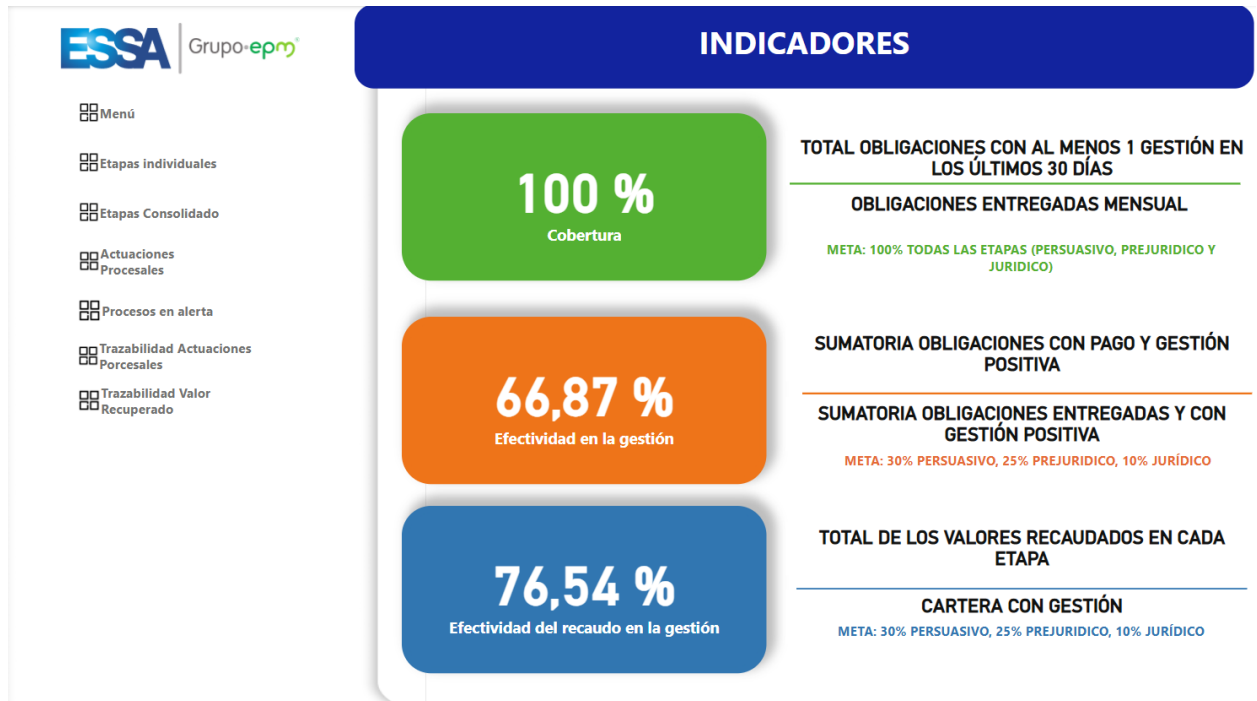 ESSA Grupo·epm®
INDICADORES
Menú
Etapas individuales
Etapas Consolidado
Actuaciones
Procesales
Procesos en alerta
Trazabilidad Actuaciones
Porcesales
Trazabilidad Valor
Recuperado
100 %
Cobertura
TOTAL OBLIGACIONES CON AL MENOS 1 GESTIÓN EN
LOS ÚLTIMOS 30 DÍAS
OBLIGACIONES ENTREGADAS MENSUAL
META: 100% TODAS LAS ETAPAS (PERSUASIVO, PREJURIDICO Y
JURIDICO)
66,87 %
Efectividad en la gestión
SUMATORIA OBLIGACIONES CON PAGO Y GESTIÓN
POSITIVA
SUMATORIA OBLIGACIONES ENTREGADAS Y CON
GESTIÓN POSITIVA
META: 30% PERSUASIVO, 25% PREJURIDICO, 10% JURÍDICO
76,54 %
Efectividad del recaudo en la gestión
TOTAL DE LOS VALORES RECAUDADOS EN CADA
ETAPA
CARTERA CON GESTIÓN
META: 30% PERSUASIVO, 25% PREJURIDICO, 10% JURÍDICO